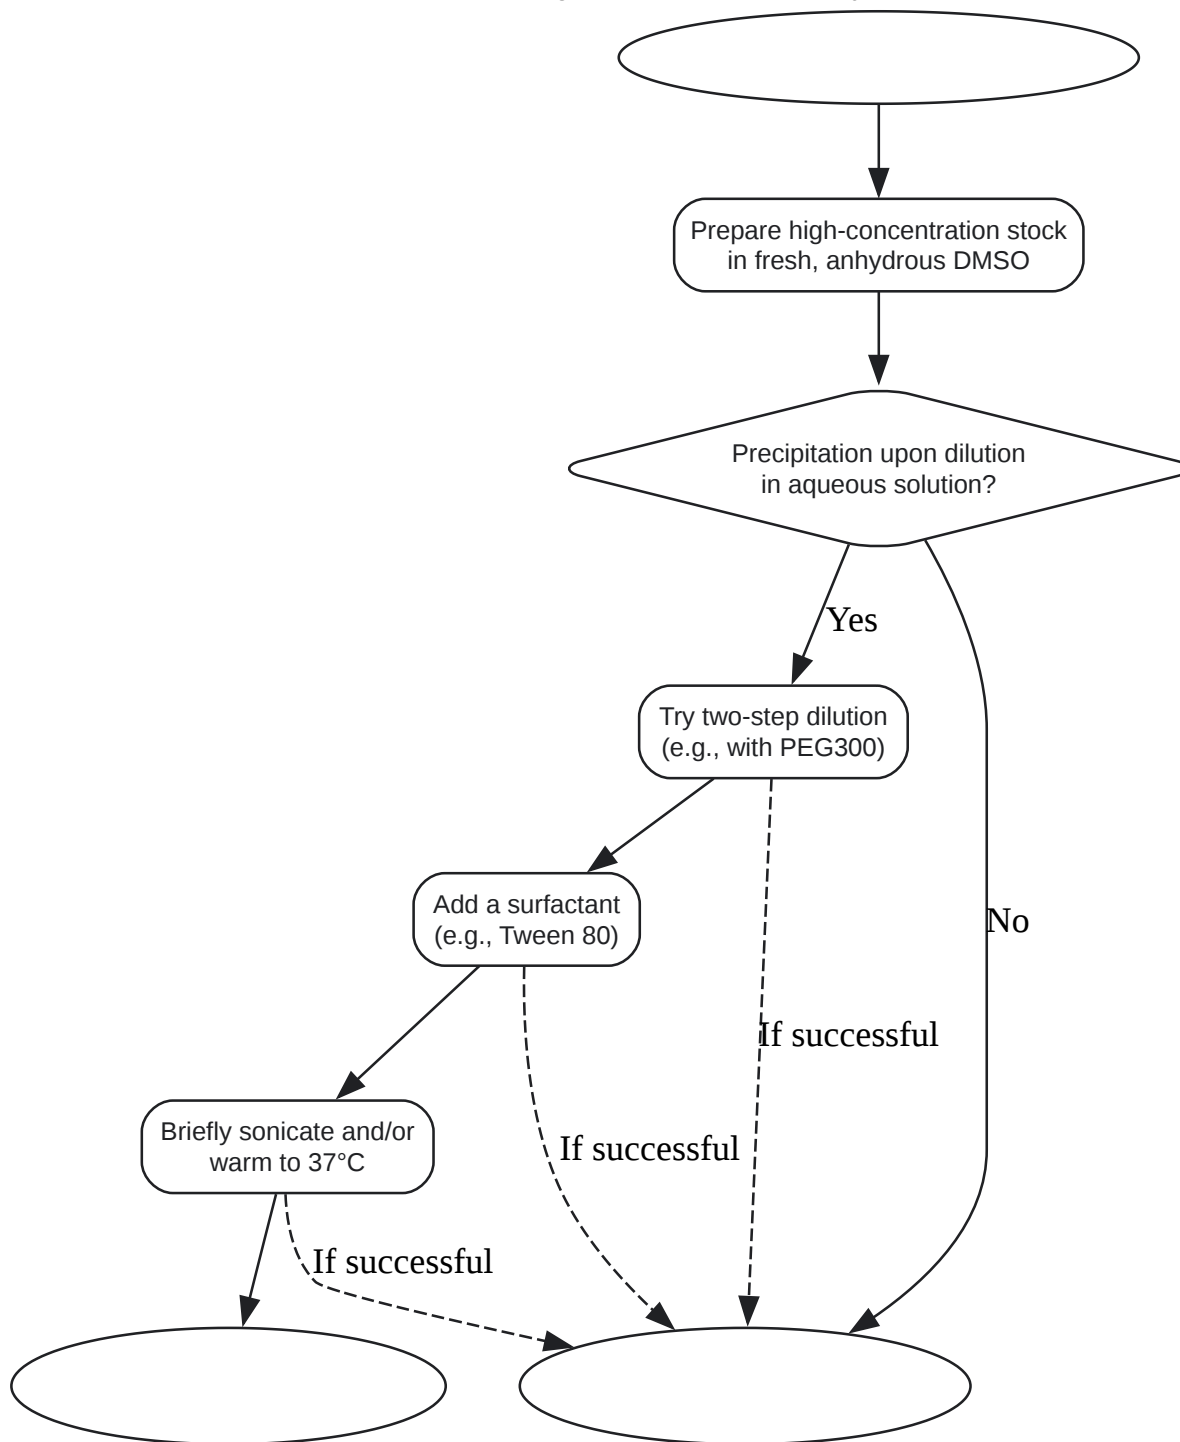 Prepare high-concentration stock
in fresh, anhydrous DMSO
Precipitation upon dilution
in aqueous solution?
Yes
Try two-step dilution
(e.g., with PEG300)
Add a surfactant
(e.g., Tween 80)
No
If successful
Briefly sonicate and/or
warm to 37°C
If successful
If successful